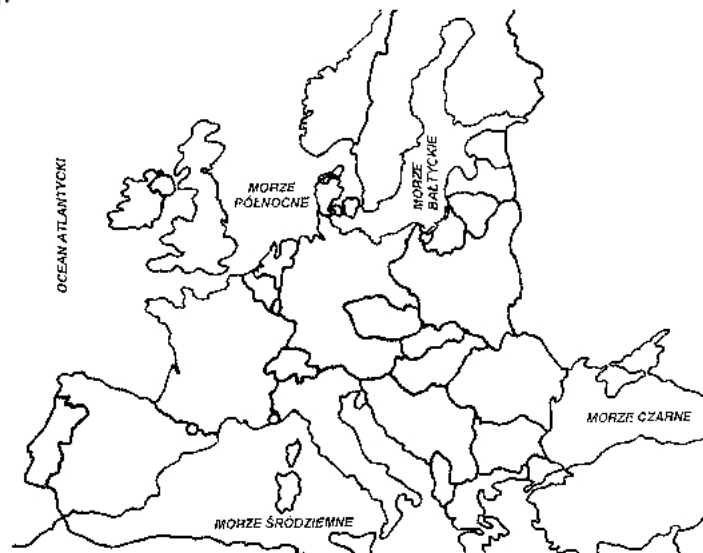 OCEAN ATLANTYCKI
MORZE
PÓŁNOCNE
MORZE
BAŁTYCKIE
MORZE CZARNE
MORZE ŚRÓDZIEMNE